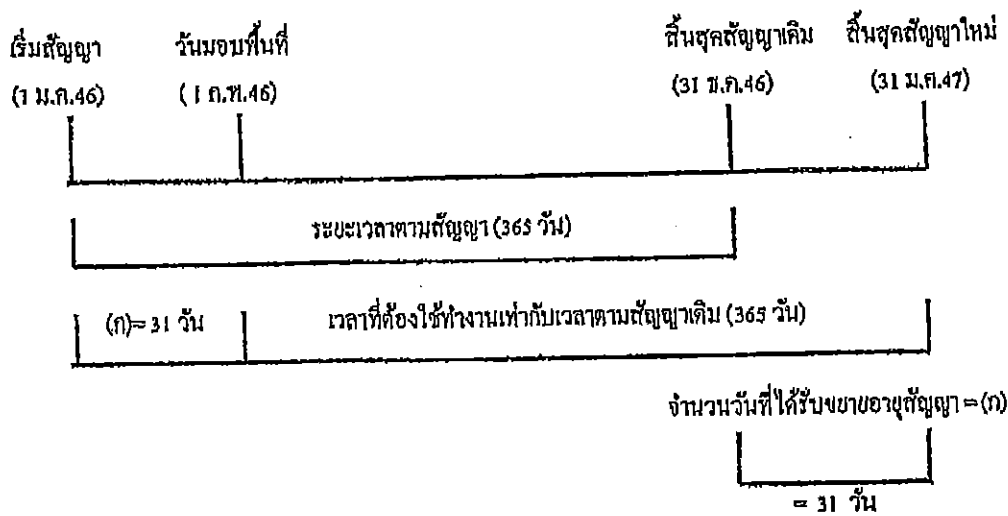 เริ่มสัญญา วันมอบพื้นที่ สิ้นสุดสัญญาเดิม สิ้นสุดสัญญาใหม่
(1 ม.ค.46) (1 ก.พ.46) (31 ธ.ค.46) (31 ม.ค.47)
ระยะเวลาตามสัญญา (365 วัน)
(ก)= 31 วัน เวลาที่ต้องใช้ทำงานเท่ากับเวลาตามสัญญาเดิม (365 วัน)
จำนวนวันที่ได้รับขยายอายุสัญญา = (ก)
= 31 วัน